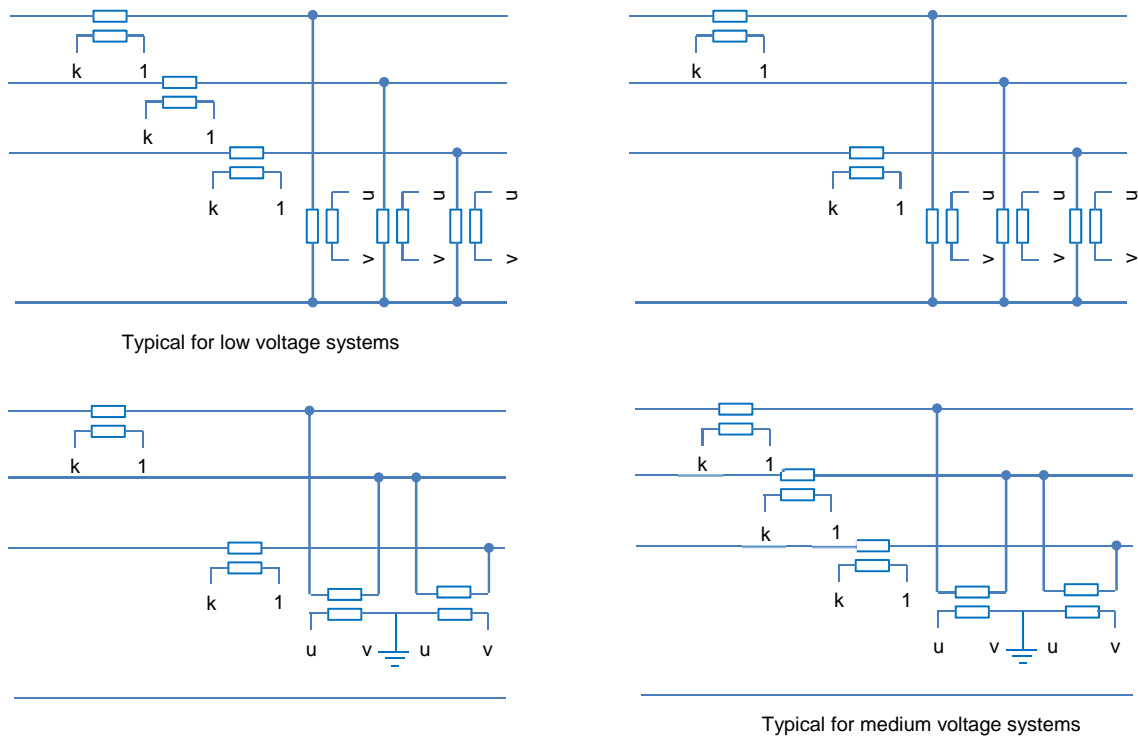 k 1
k 1
k 1
u u u
v v v
Typical for low voltage systems
k 1
k 1
u u u
v v v
k 1
k 1
u v u v
k 1
k 1
k 1
u v u v
Typical for medium voltage systems